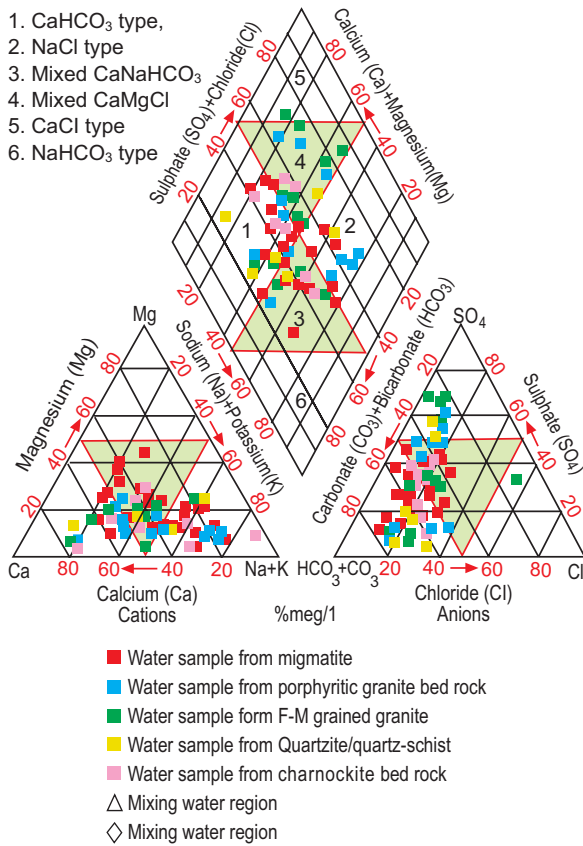 1. CaHCO3 type,
2. NaCl type
3. Mixed CaNaHCO3
4. Mixed CaMgCl
5. CaCl type
6. NaHCO3 type
Sulphate (SO4)+Chloride(Cl)
20
40
60
80
Calcium (Ca)+Magnesium(Mg)
80
60
40
20
5
4
1
2
3
6
Sodium (Na)+Potassium(K)
20
40
60
80
Carbonate (CO3)+Bicarbonate (HCO3)
20
40
60
80
Mg
Magnesium (Mg)
20
40
60
80
20
40
60
80
Ca
80
60
40
20
Na+K
Calcium (Ca)
Cations
%meg/1
SO4
80
60
40
20
Sulphate (SO4)
20
40
60
80
HCO3+CO3
20
40
60
80
Cl
Chloride (Cl)
Anions
Water sample from migmatite
Water sample from porphyritic granite bed rock
Water sample form F-M grained granite
Water sample from Quartzite/quartz-schist
Water sample from charnockite bed rock
Mixing water region
Mixing water region